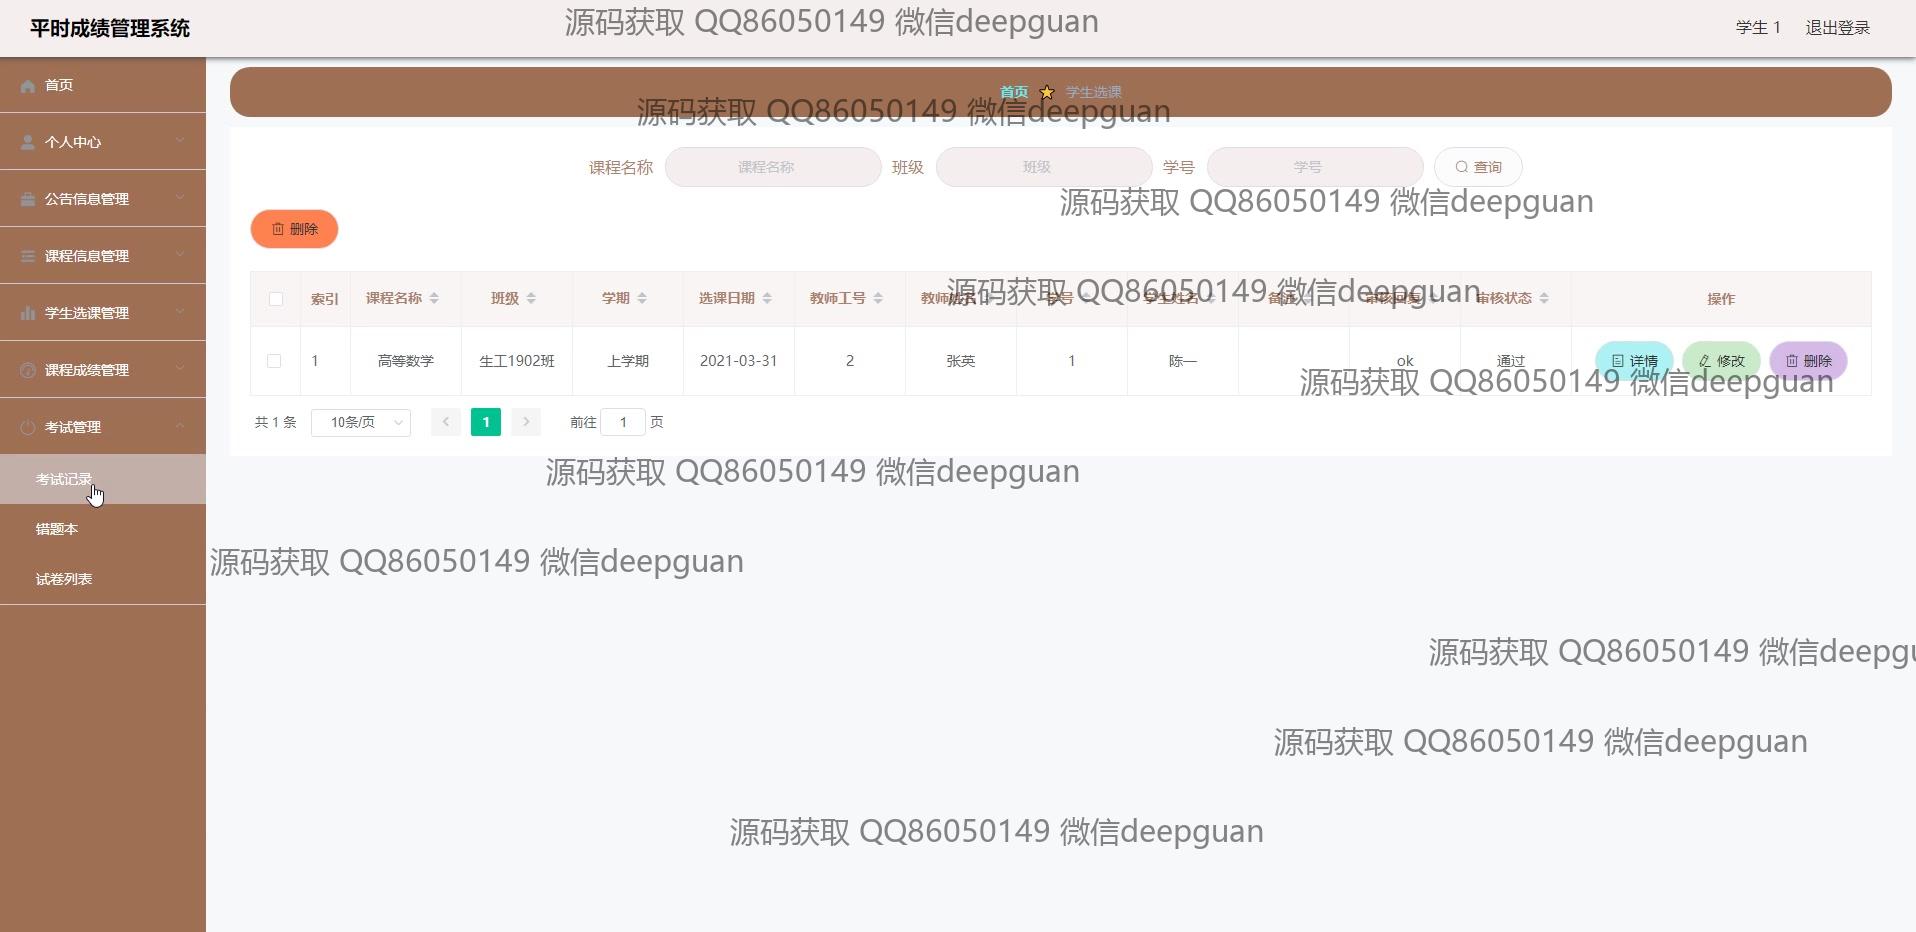 平时成绩管理系统
源码获取 QQ86050149 微信deepguan
学生 1 退出登录
首页
个人中心
公告信息管理
课程信息管理
学生选课管理
课程成绩管理
考试管理
考试记录
错题本
试卷列表
首页 学生选课
源码获取 QQ86050149 微信deepguan
课程名称 课程名称 班级 班级 学号 学号 查询
源码获取 QQ86050149 微信deepguan
删除
索引 课程名称 班级 学期 选课日期 教师工号 教师姓名 学号 学生姓名 备注 审核回复 审核状态 操作
源码获取 QQ86050149 微信deepguan
1 高等数学 生工1902班 上学期 2021-03-31 2 张英 1 陈一 ok 通过 详情 修改 删除
源码获取 QQ86050149 微信deepguan
共 1 条 10条/页 1 前往 1 页
源码获取 QQ86050149 微信deepguan
源码获取 QQ86050149 微信deepguan
源码获取 QQ86050149 微信deepgu
源码获取 QQ86050149 微信deepguan
源码获取 QQ86050149 微信deepguan